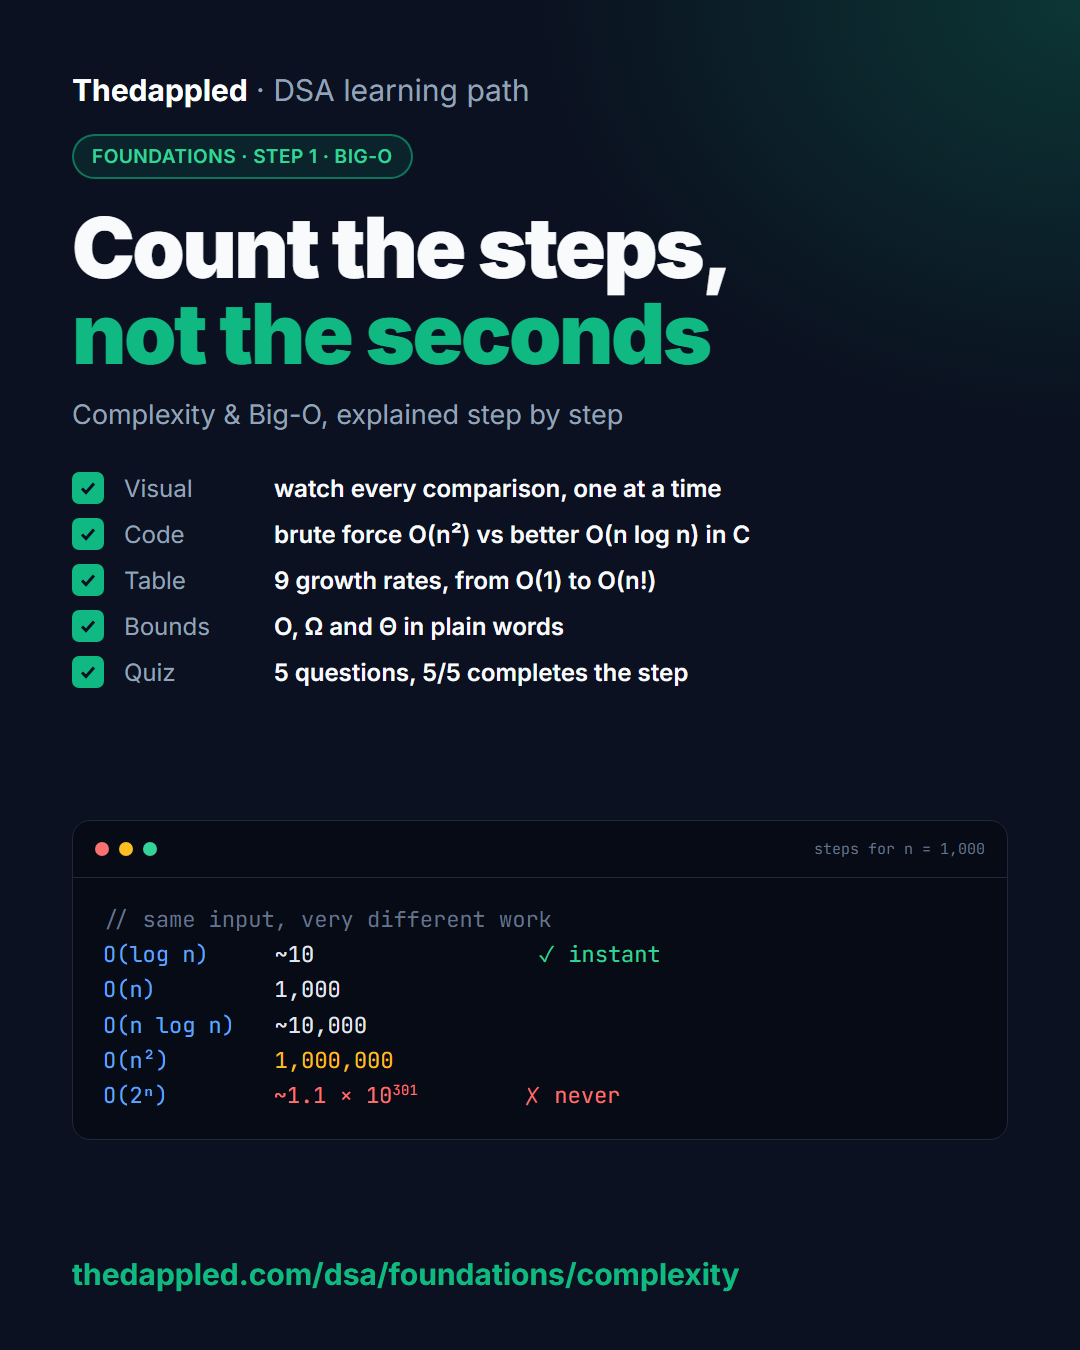 Thedappled · DSA learning path
FOUNDATIONS · STEP 1 · BIG-O
Count the steps,
not the seconds
Complexity & Big-O, explained step by step
Visual watch every comparison, one at a time
Code brute force O(n²) vs better O(n log n) in C
Table 9 growth rates, from O(1) to O(n!)
Bounds O, Ω and Θ in plain words
Quiz 5 questions, 5/5 completes the step
steps for n = 1,000
// same input, very different work
O(log n) ~10 ✓ instant
O(n) 1,000
O(n log n) ~10,000
O(n²) 1,000,000
O(2ⁿ) ~1.1 × 10³⁰¹ ✗ never
thedappled.com/dsa/foundations/complexity